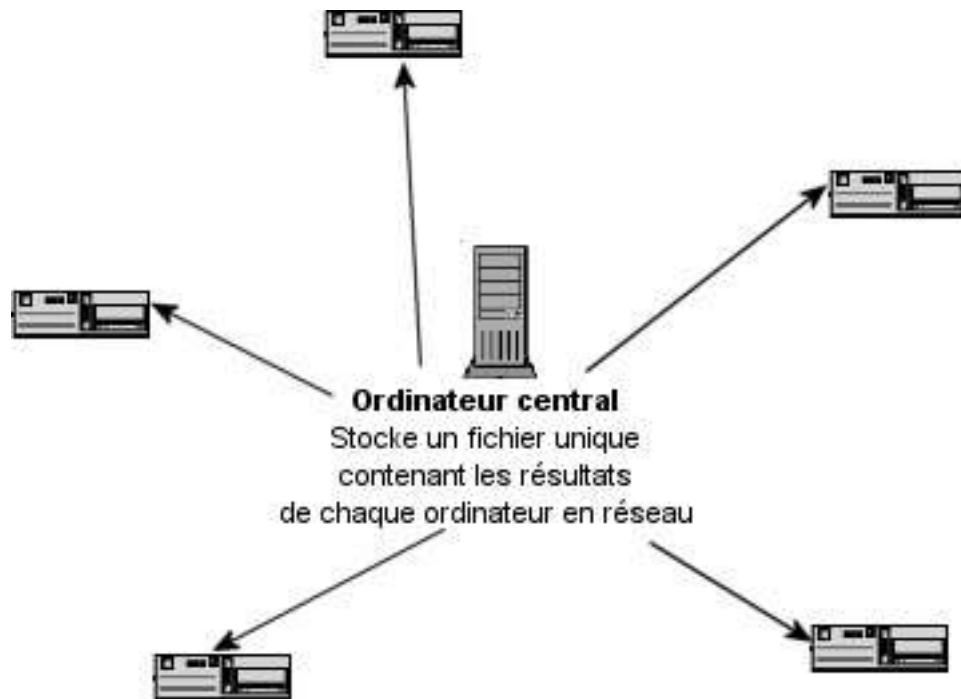 Ordinateur central
Stocke un fichier unique
contenant les résultats
de chaque ordinateur en réseau